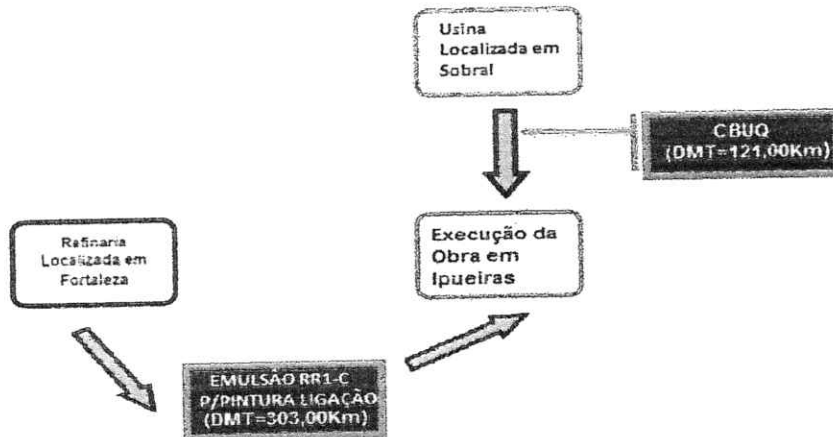 Usina
Localizada em
Sobral
CBUQ
(DMT=121,00Km)
Refinaria
Localizada em
Fortaleza
Execução da
Obra em
Ipueiras
EMULSÃO RR1-C
P/PINTURA LIGAÇÃO
(DMT=303,00Km)